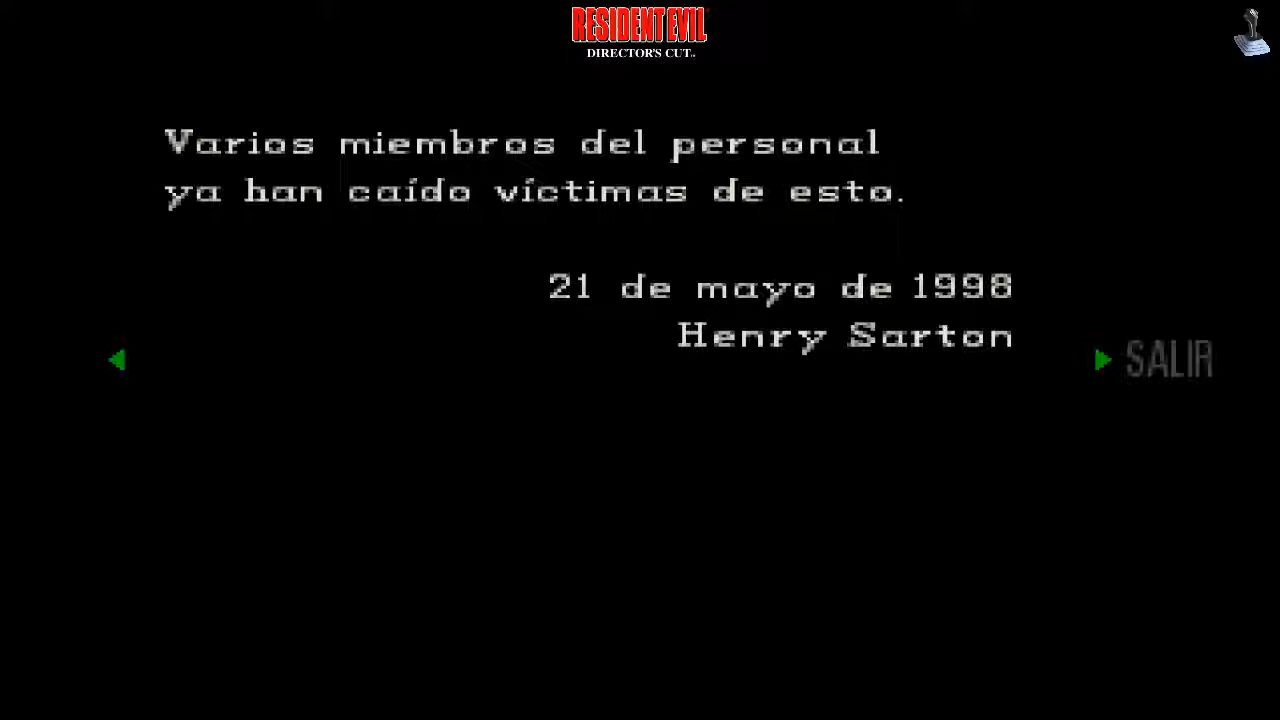 RESIDENT EVIL
DIRECTOR'S CUT
Varios miembros del personal
ya han caído víctimas de esto.
21 de mayo de 1998
Henry Sarton
SALIR